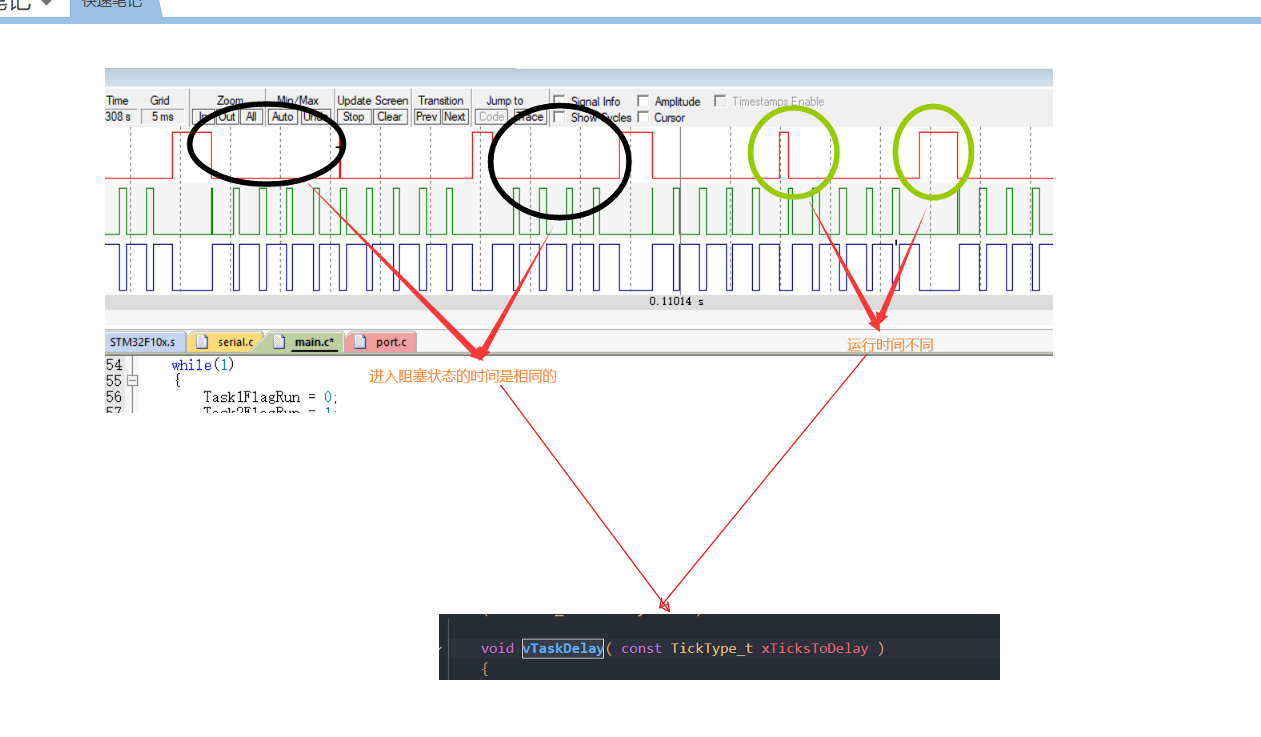 笔记
快速笔记
Time Grid Zoom Min/Max Update Screen Transition Jump to Signal Info Amplitude Timestamps Enable
308 s 5 ms In Out All Auto Undo Stop Clear Prev Next Code Trace Show Cycles Cursor
0.11014 s
STM32F10x.s serial.c main.c* port.c
54 while(1)
55 {
56 Task1FlagRun = 0;
57 Task2FlagRun = 1;
进入阻塞状态的时间是相同的
运行时间不同
void vTaskDelay( const TickType_t xTicksToDelay )
{